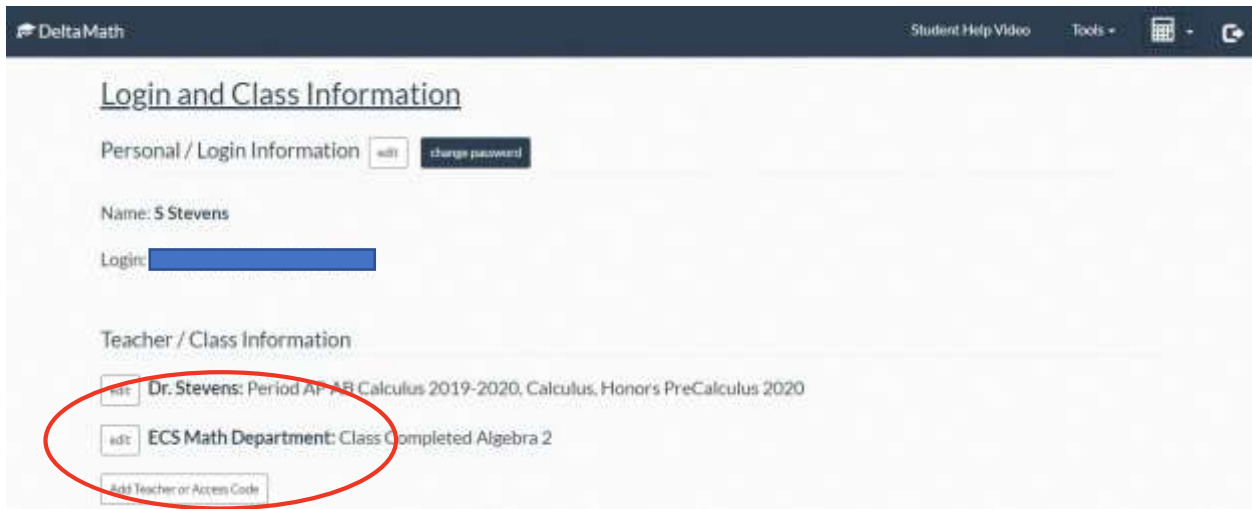 DeltaMath Student Help Video Tools
Login and Class Information
Personal / Login Information edit change password
Name: S Stevens
Login:
Teacher / Class Information
edit Dr. Stevens: Period AP AB Calculus 2019-2020, Calculus, Honors PreCalculus 2020
edit ECS Math Department: Class Completed Algebra 2
Add Teacher or Access Code